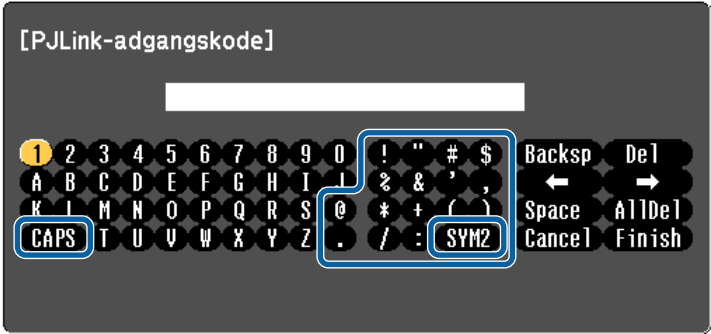 [PJLink-adgangskode]
1 2 3 4 5 6 7 8 9 0 ! " # $ Backsp Del
A B C D E F G H I J % & ' , ← →
K L M N O P Q R S @ * + ( ) Space AllDel
CAPS T U V W X Y Z . / : SYM2 Cancel Finish